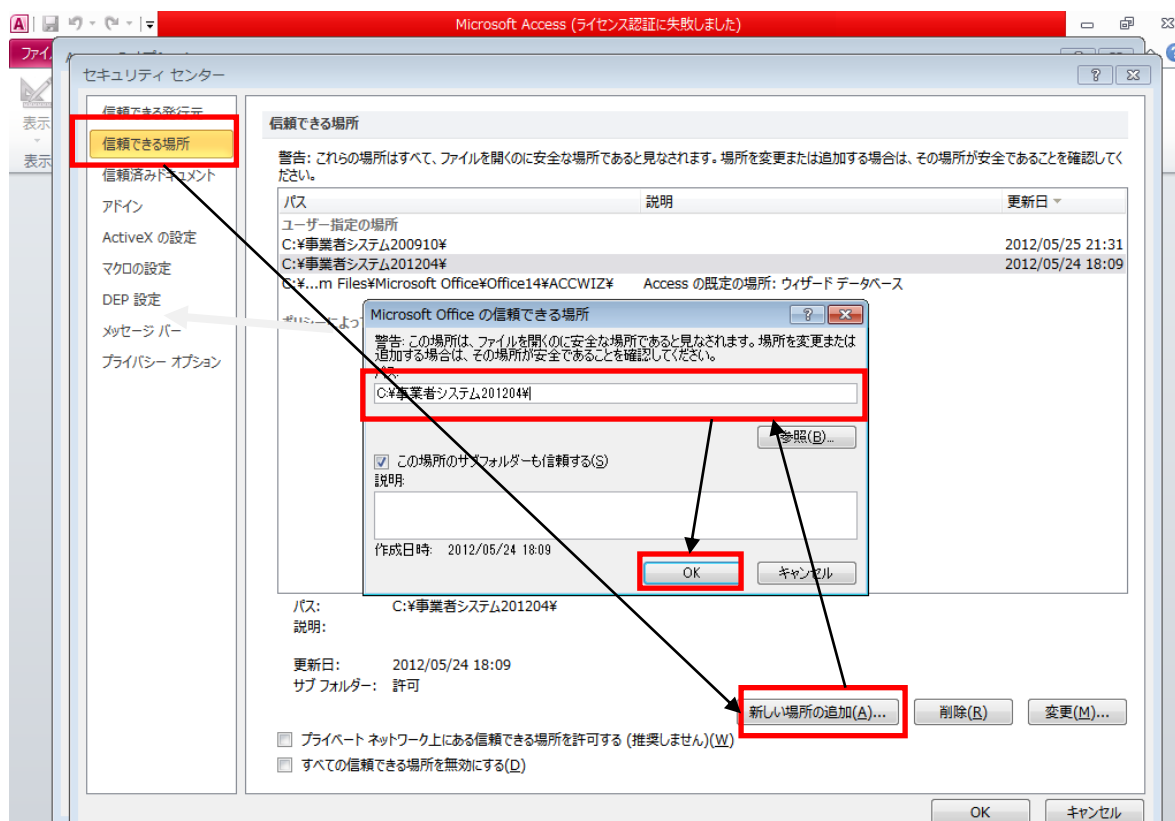 Microsoft Access (ライセンス認証に失敗しました)
ファイ
セキュリティ センター
表示
表示
信頼できる発行元
信頼できる場所
信頼済みドキュメント
アドイン
ActiveX の設定
マクロの設定
DEP 設定
メッセージ バー
プライバシー オプション
信頼できる場所
警告: これらの場所はすべて、ファイルを開くのに安全な場所であると見なされます。場所を変更または追加する場合は、その場所が安全であることを確認してく
ださい。
パス 説明 更新日
ユーザー指定の場所
C:¥事業者システム200910¥ 2012/05/25 21:31
C:¥事業者システム201204¥ 2012/05/24 18:09
C:¥...m Files¥Microsoft Office¥Office14¥ACCWIZ¥ Access の既定の場所: ウィザード データベース
ポリシーによっ
Microsoft Office の信頼できる場所
警告: この場所は、ファイルを開くのに安全な場所であると見なされます。場所を変更または
追加する場合は、その場所が安全であることを確認してください。
パス:
C:¥事業者システム201204¥
参照(B)...
この場所のサブフォルダーも信頼する(S)
説明:
作成日時: 2012/05/24 18:09
OK キャンセル
パス: C:¥事業者システム201204¥
説明:
更新日: 2012/05/24 18:09
サブ フォルダー: 許可
新しい場所の追加(A)... 削除(R) 変更(M)...
プライベート ネットワーク上にある信頼できる場所を許可する (推奨しません)(W)
すべての信頼できる場所を無効にする(D)
OK キャンセル